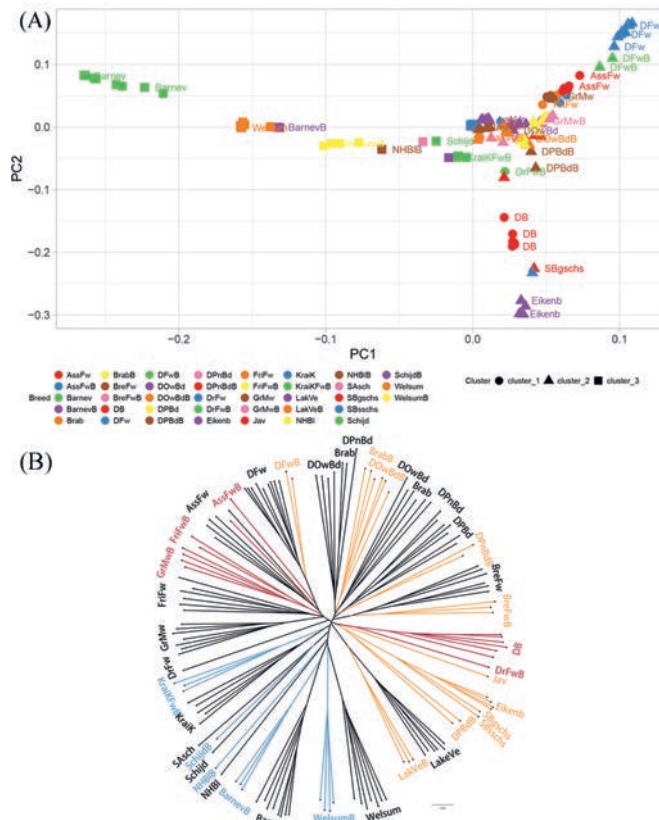 (A)
0.1
0.0
−0.1
−0.2
−0.3
PC2
−0.2
−0.1
0.0
0.1
PC1
Barnev
Barnev
BarnevB
NHBlB
Schijd
KraiKFwB
DrFwB
DB
DB
DB
SBgschs
Eikenb
Eikenb
DPBdB
DPBdB
DOwBd
GrMwB
GrMw
AssFw
AssFw
DFwB
DFwB
DFw
DFw
DFw
Breed
AssFw BrabB DFwB DPnBd FriFw KraiK NHBlB SchijdB
AssFwB BreFw DOwBd DPnBdB FriFwB KraiKFwB SAsch Welsum
Barnev BreFwB DOwBdB DrFw GrMw LakVe SBgschs WelsumB
BarnevB DB DPBd DrFwB GrMwB LakVeB SBsschs
Brab DFw DPBdB Eikenb Jav NHBl Schijd
Cluster cluster_1 cluster_2 cluster_3
(B)
DPnBd
Brab
DOwBd
BrabB
DOwBdB
DOwBd
Brab
DPnBd
DPBd
DPnBdB
BreFw
BreFwB
DB
DrFwB
Jav
Eikenb
SBgschs
SBsschs
DPBdB
LakeVe
LakVeB
Welsum
WelsumB
BarnevB
NHBl
NHBlB
Schijd
SchijdB
SAsch
KraiK
KraiKFwB
DrFw
GrMw
FriFw
GrMwB
FriFwB
AssFw
AssFwB
DFw
DFwB